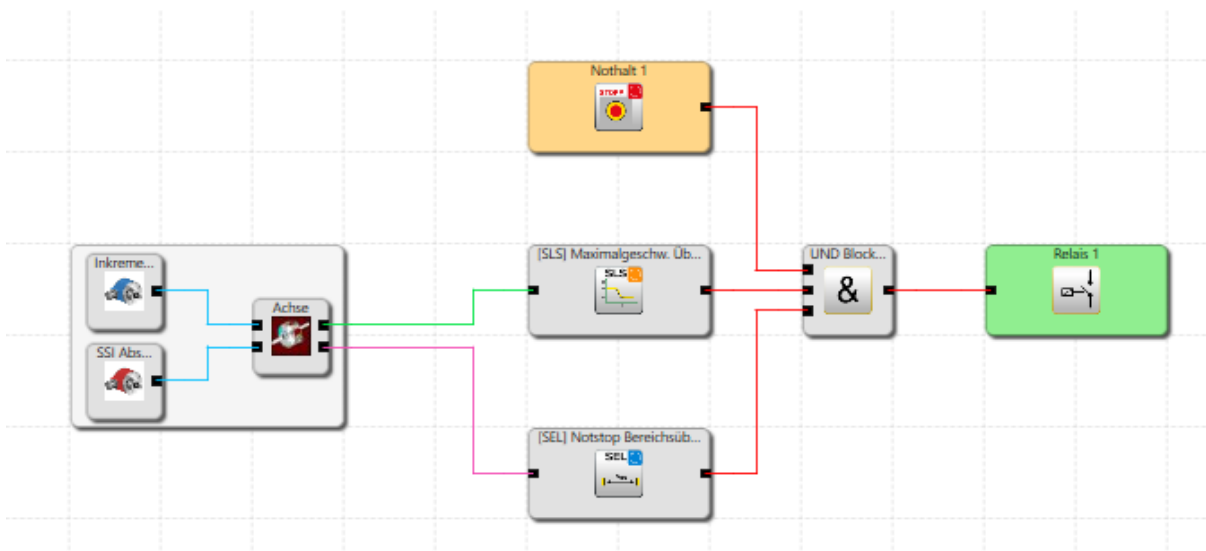 Nothalt 1
STOP
Inkreme...
SSI Abs...
Achse
[SLS] Maximalgeschw. Üb...
SLS
[SEL] Notstop Bereichsüb...
SEL
UND Block...
&
Relais 1